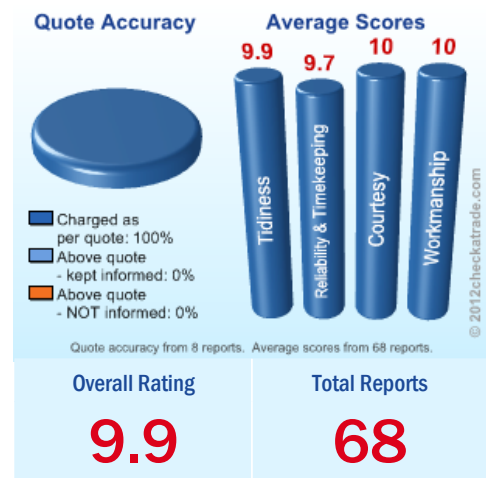 Quote Accuracy
Average Scores
9.9
9.7
10
10
Tidiness
Reliability & Timekeeping
Courtesy
Workmanship
Charged as
per quote: 100%
Above quote
- kept informed: 0%
Above quote
- NOT informed: 0%
© 2012checkatrade.com
Quote accuracy from 8 reports. Average scores from 68 reports.
Overall Rating
Total Reports
9.9
68